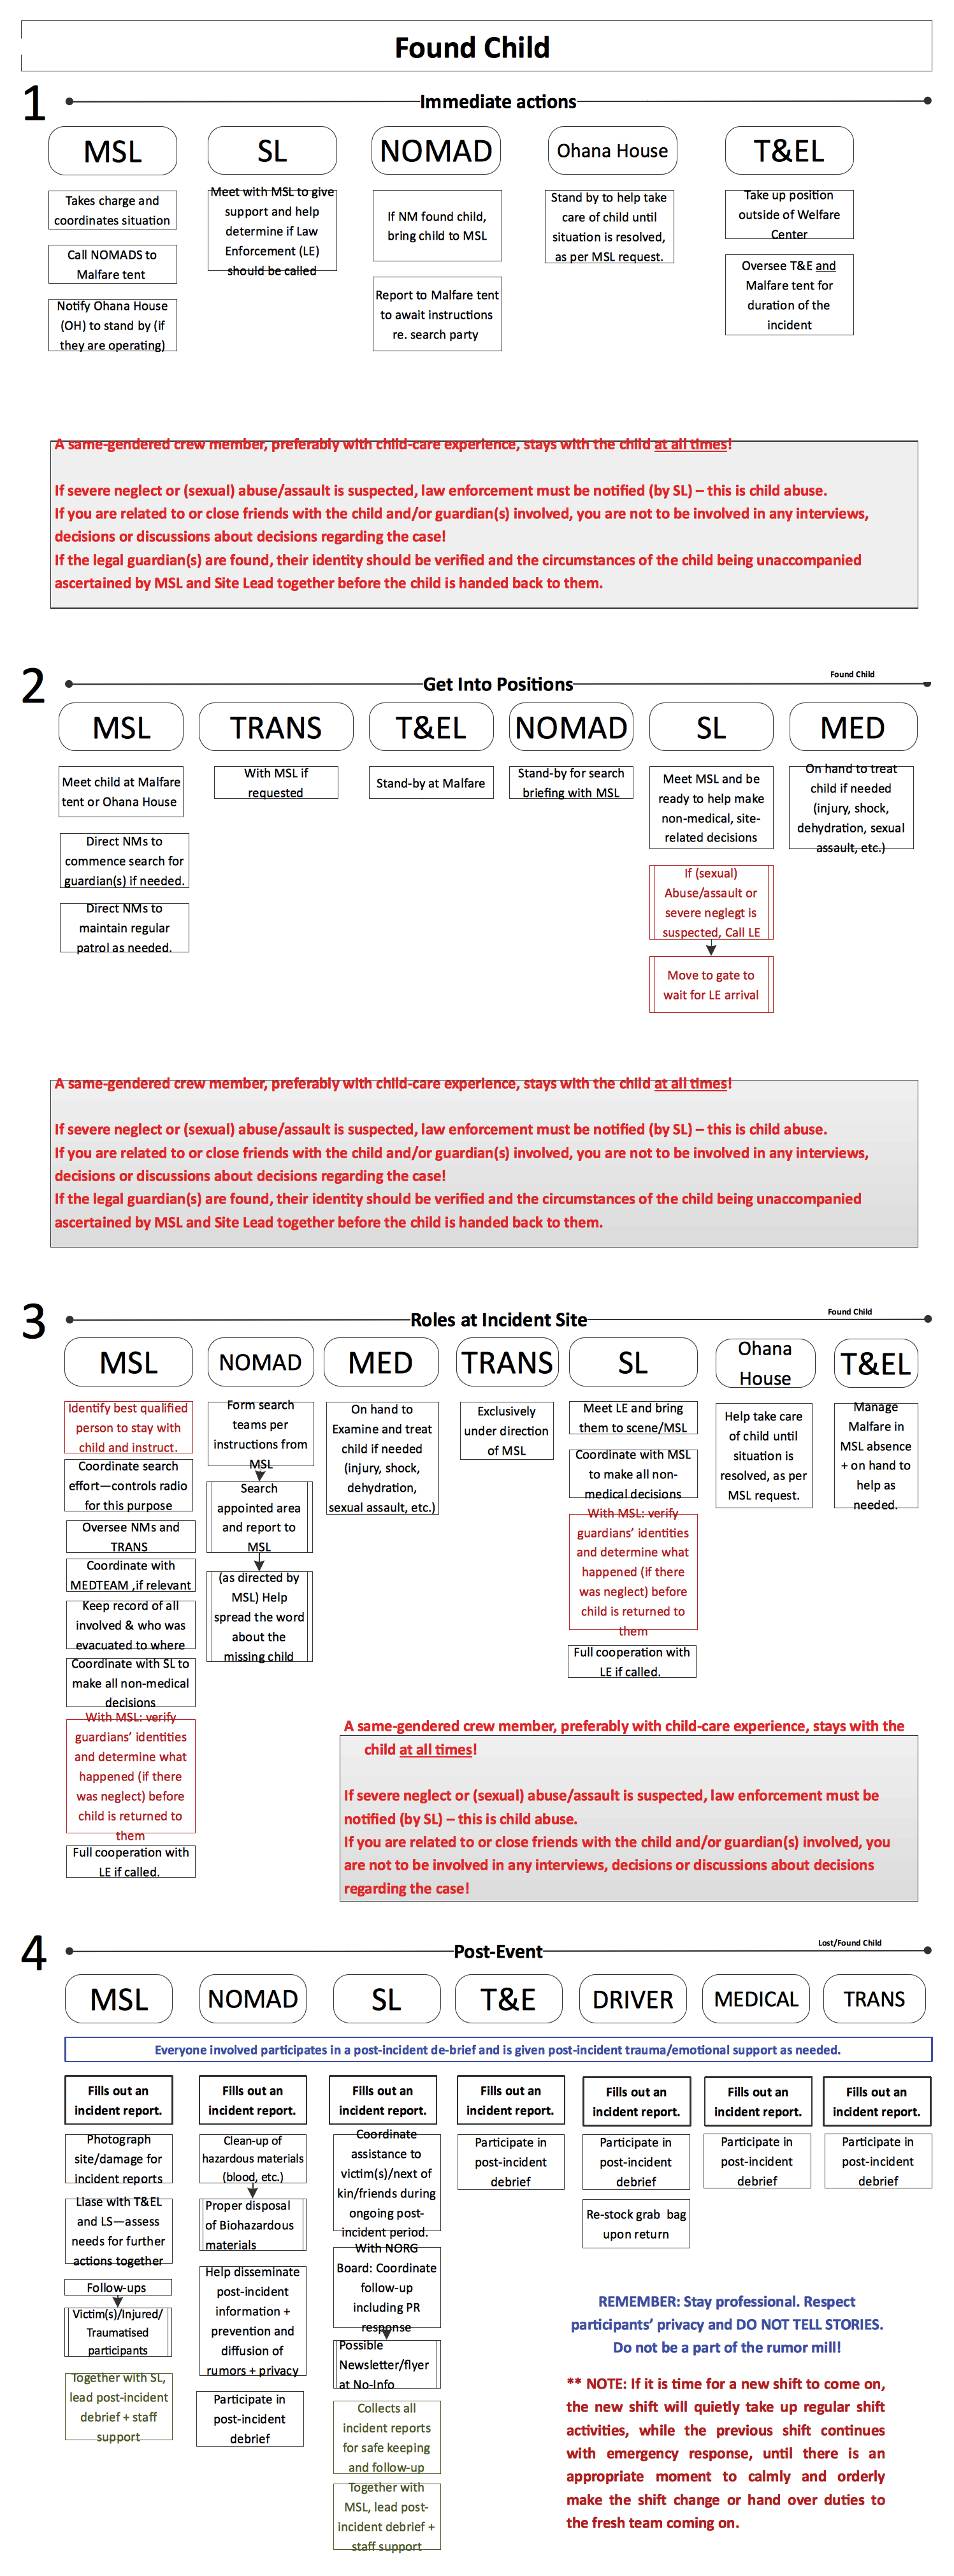 Found Child
1
Immediate actions
MSL
SL
NOMAD
Ohana House
T&EL
Takes charge and
coordinates situation
Call NOMADS to
Malfare tent
Notify Ohana House
(OH) to stand by (if
they are operating)
Meet with MSL to give
support and help
determine if Law
Enforcement (LE)
should be called
If NM found child,
bring child to MSL
Report to Malfare tent
to await instructions
re. search party
Stand by to help take
care of child until
situation is resolved,
as per MSL request.
Take up position
outside of Welfare
Center
Oversee T&E and
Malfare tent for
duration of the
incident
A same-gendered crew member, preferably with child-care experience, stays with the child at all times!
If severe neglect or (sexual) abuse/assault is suspected, law enforcement must be notified (by SL) – this is child abuse.
If you are related to or close friends with the child and/or guardian(s) involved, you are not to be involved in any interviews,
decisions or discussions about decisions regarding the case!
If the legal guardian(s) are found, their identity should be verified and the circumstances of the child being unaccompanied
ascertained by MSL and Site Lead together before the child is handed back to them.
2
Get Into Positions
Found Child
MSL
TRANS
T&EL
NOMAD
SL
MED
Meet child at Malfare
tent or Ohana House
Direct NMs to
commence search for
guardian(s) if needed.
Direct NMs to
maintain regular
patrol as needed.
With MSL if
requested
Stand-by at Malfare
Stand-by for search
briefing with MSL
Meet MSL and be
ready to help make
non-medical, site-
related decisions
If (sexual)
Abuse/assault or
severe neglegt is
suspected, Call LE
Move to gate to
wait for LE arrival
On hand to treat
child if needed
(injury, shock,
dehydration, sexual
assault, etc.)
A same-gendered crew member, preferably with child-care experience, stays with the child at all times!
If severe neglect or (sexual) abuse/assault is suspected, law enforcement must be notified (by SL) – this is child abuse.
If you are related to or close friends with the child and/or guardian(s) involved, you are not to be involved in any interviews,
decisions or discussions about decisions regarding the case!
If the legal guardian(s) are found, their identity should be verified and the circumstances of the child being unaccompanied
ascertained by MSL and Site Lead together before the child is handed back to them.
3
Roles at Incident Site
Found Child
MSL
NOMAD
MED
TRANS
SL
Ohana
House
T&EL
Identify best qualified
person to stay with
child and instruct.
Coordinate search
effort—controls radio
for this purpose
Oversee NMs and
TRANS
Coordinate with
MEDTEAM ,if relevant
Keep record of all
involved & who was
evacuated to where
Coordinate with SL to
make all non-medical
decisions
With MSL: verify
guardians' identities
and determine what
happened (if there
was neglect) before
child is returned to
them
Full cooperation with
LE if called.
Form search
teams per
instructions from
MSL
Search
appointed area
and report to
MSL
(as directed by
MSL) Help
spread the word
about the
missing child
On hand to
Examine and treat
child if needed
(injury, shock,
dehydration,
sexual assault, etc.)
Exclusively
under direction
of MSL
Meet LE and bring
them to scene/MSL
Coordinate with MSL
to make all non-
medical decisions
With MSL: verify
guardians' identities
and determine what
happened (if there
was neglect) before
child is returned to
them
Full cooperation with
LE if called.
Help take care
of child until
situation is
resolved, as per
MSL request.
Manage
Malfare in
MSL absence
+ on hand to
help as
needed.
A same-gendered crew member, preferably with child-care experience, stays with the
child at all times!
If severe neglect or (sexual) abuse/assault is suspected, law enforcement must be
notified (by SL) – this is child abuse.
If you are related to or close friends with the child and/or guardian(s) involved, you
are not to be involved in any interviews, decisions or discussions about decisions
regarding the case!
4
Post-Event
Lost/Found Child
MSL
NOMAD
SL
T&E
DRIVER
MEDICAL
TRANS
Everyone involved participates in a post-incident de-brief and is given post-incident trauma/emotional support as needed.
Fills out an
incident report.
Photograph
site/damage for
incident reports
Liase with T&EL
and LS—assess
needs for further
actions together
Follow-ups
Victim(s)/Injured/
Traumatised
participants
Together with SL,
lead post-incident
debrief + staff
support
Fills out an
incident report.
Clean-up of
hazardous materials
(blood, etc.)
Proper disposal
of Biohazardous
materials
Help disseminate
post-incident
information +
prevention and
diffusion of
rumors + privacy
Participate in
post-incident
debrief
Fills out an
incident report.
Coordinate
assistance to
victim(s)/next of
kin/friends during
ongoing post-
incident period.
With NORG
Board: Coordinate
follow-up
including PR
response
Possible
Newsletter/flyer
at No-Info
Collects all
incident reports
for safe keeping
and follow-up
Together with
MSL, lead post-
incident debrief +
staff support
Fills out an
incident report.
Participate in
post-incident
debrief
Fills out an
incident report.
Participate in
post-incident
debrief
Re-stock grab bag
upon return
Fills out an
incident report.
Participate in
post-incident
debrief
Fills out an
incident report.
Participate in
post-incident
debrief
REMEMBER: Stay professional. Respect
participants' privacy and DO NOT TELL STORIES.
Do not be a part of the rumor mill!
** NOTE: If it is time for a new shift to come on,
the new shift will quietly take up regular shift
activities, while the previous shift continues
with emergency response, until there is an
appropriate moment to calmly and orderly
make the shift change or hand over duties to
the fresh team coming on.